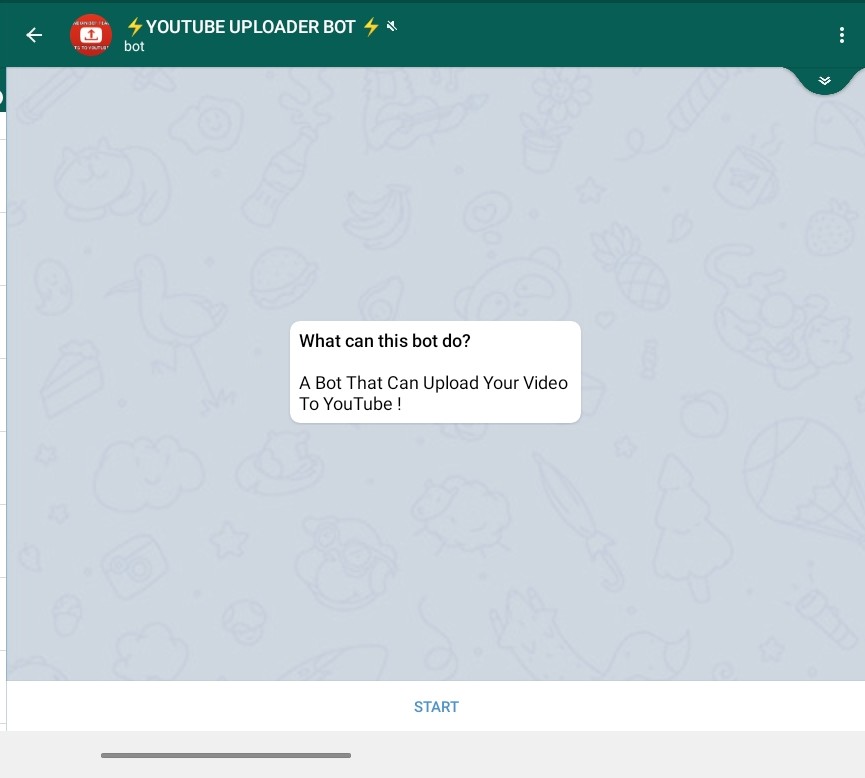 ⚡YOUTUBE UPLOADER BOT ⚡
bot
What can this bot do?
A Bot That Can Upload Your Video
To YouTube !
START